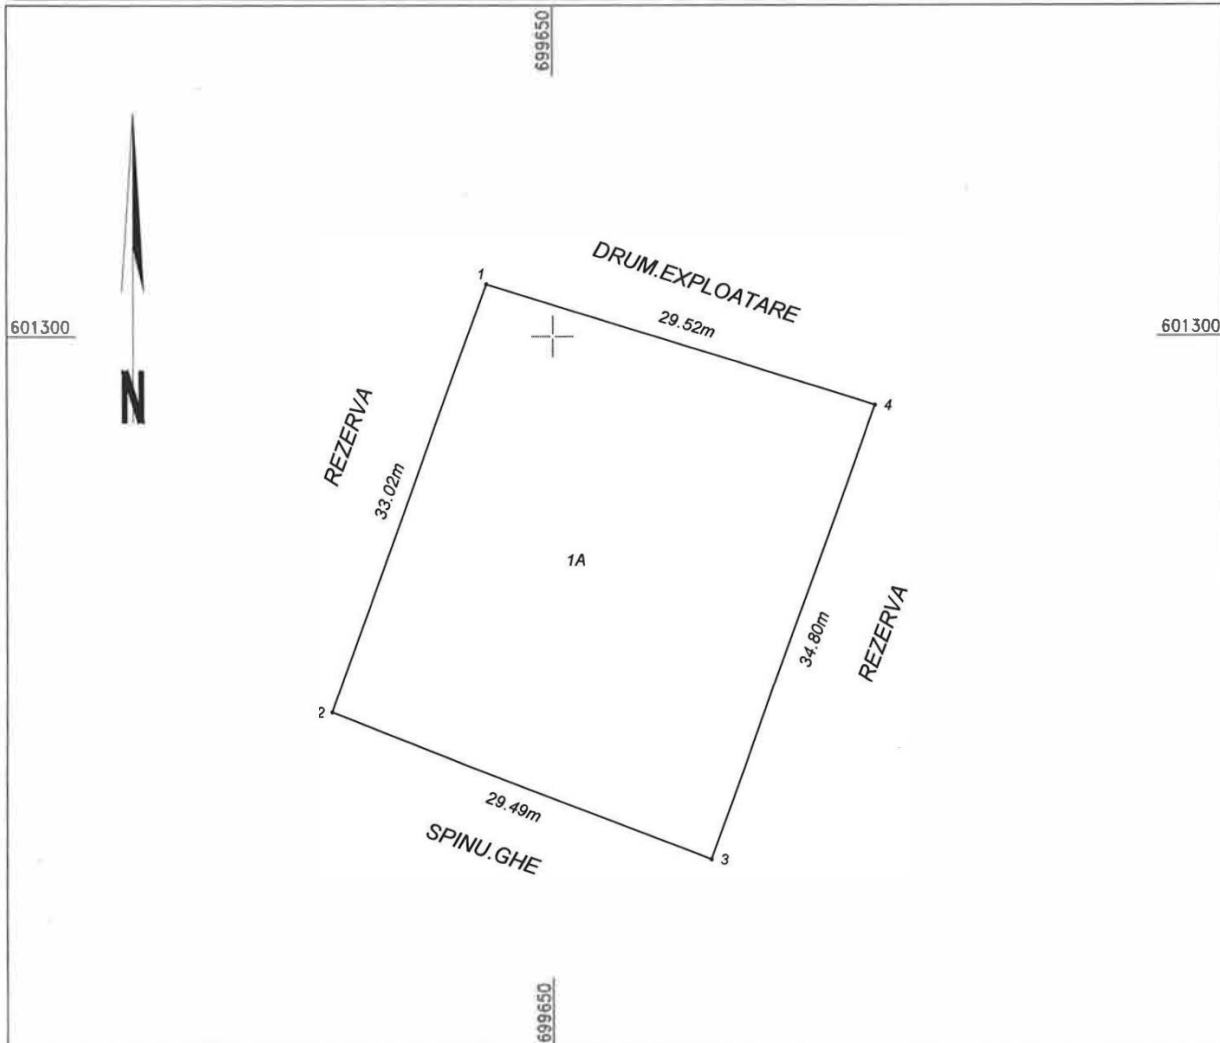 699650
1
DRUM.EXPLOATARE
29.52m
601300
601300
N
4
REZERVA
33.02m
1A
REZERVA
34.80m
2
29.49m
SPINU.GHE
3
699650